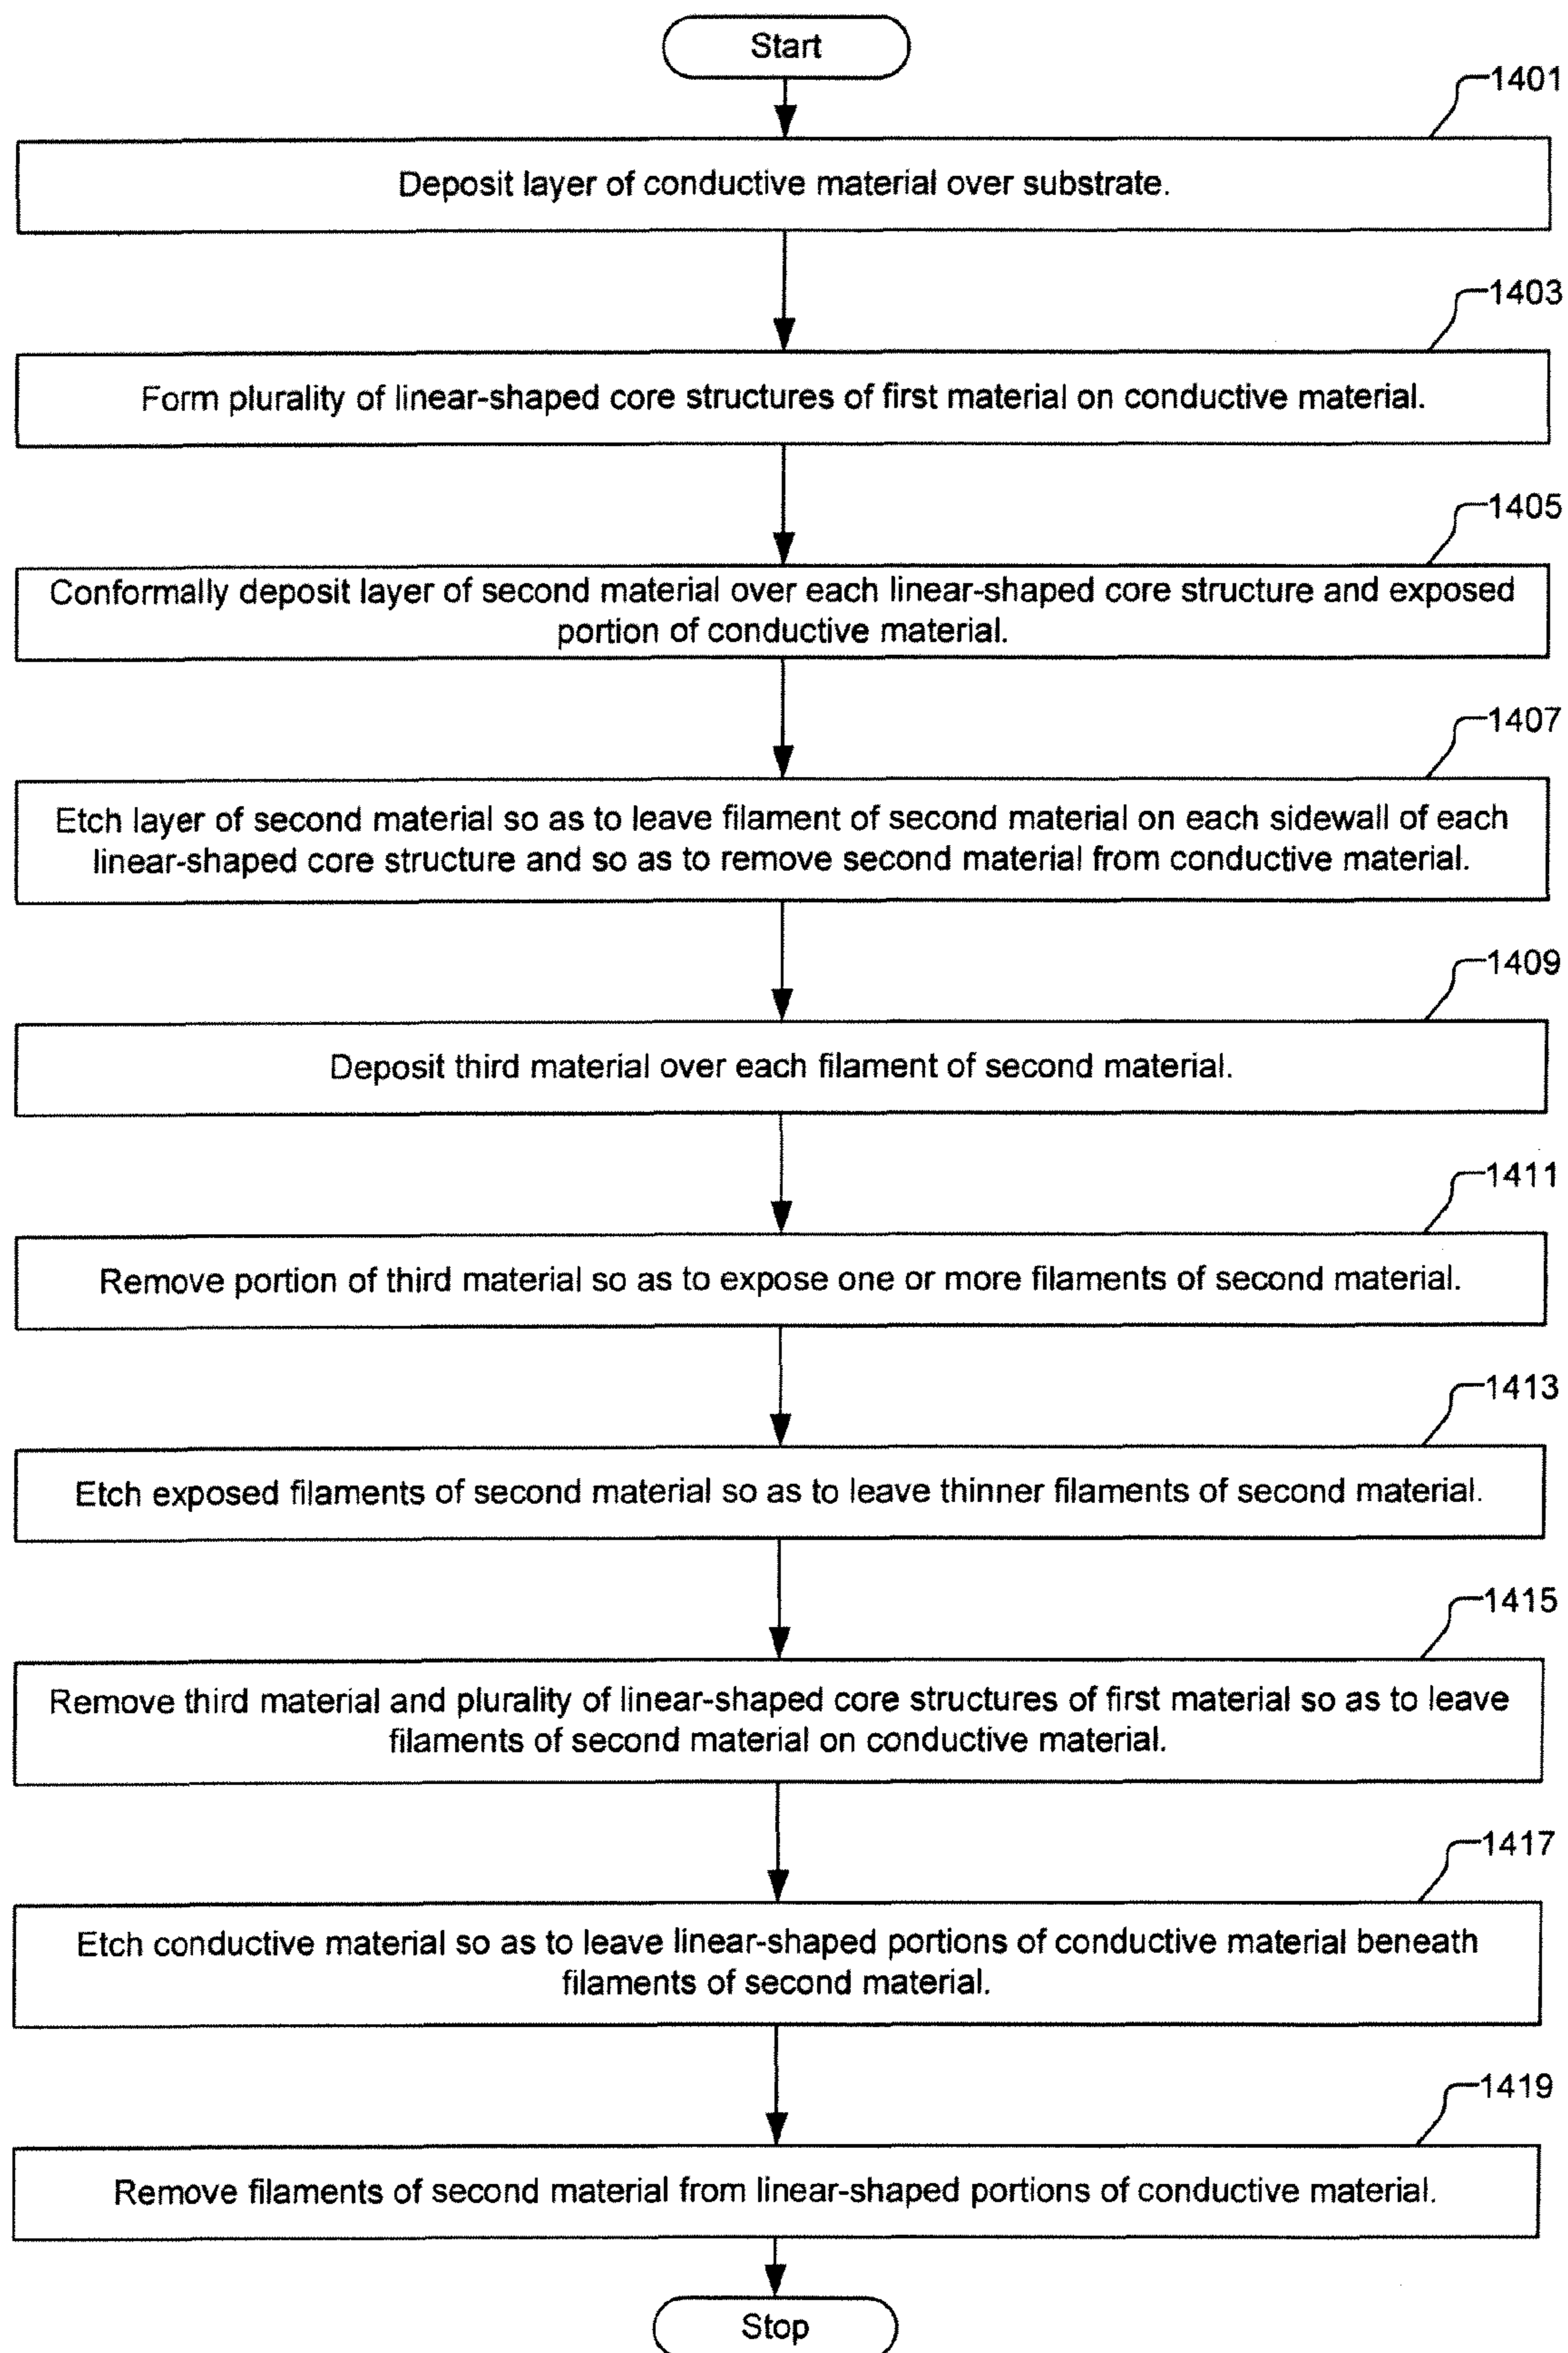 Start
1401
Deposit layer of conductive material over substrate.
1403
Form plurality of linear-shaped core structures of first material on conductive material.
1405
Conformally deposit layer of second material over each linear-shaped core structure and exposed
portion of conductive material.
1407
Etch layer of second material so as to leave filament of second material on each sidewall of each
linear-shaped core structure and so as to remove second material from conductive material.
1409
Deposit third material over each filament of second material.
1411
Remove portion of third material so as to expose one or more filaments of second material.
1413
Etch exposed filaments of second material so as to leave thinner filaments of second material.
1415
Remove third material and plurality of linear-shaped core structures of first material so as to leave
filaments of second material on conductive material.
1417
Etch conductive material so as to leave linear-shaped portions of conductive material beneath
filaments of second material.
1419
Remove filaments of second material from linear-shaped portions of conductive material.
Stop